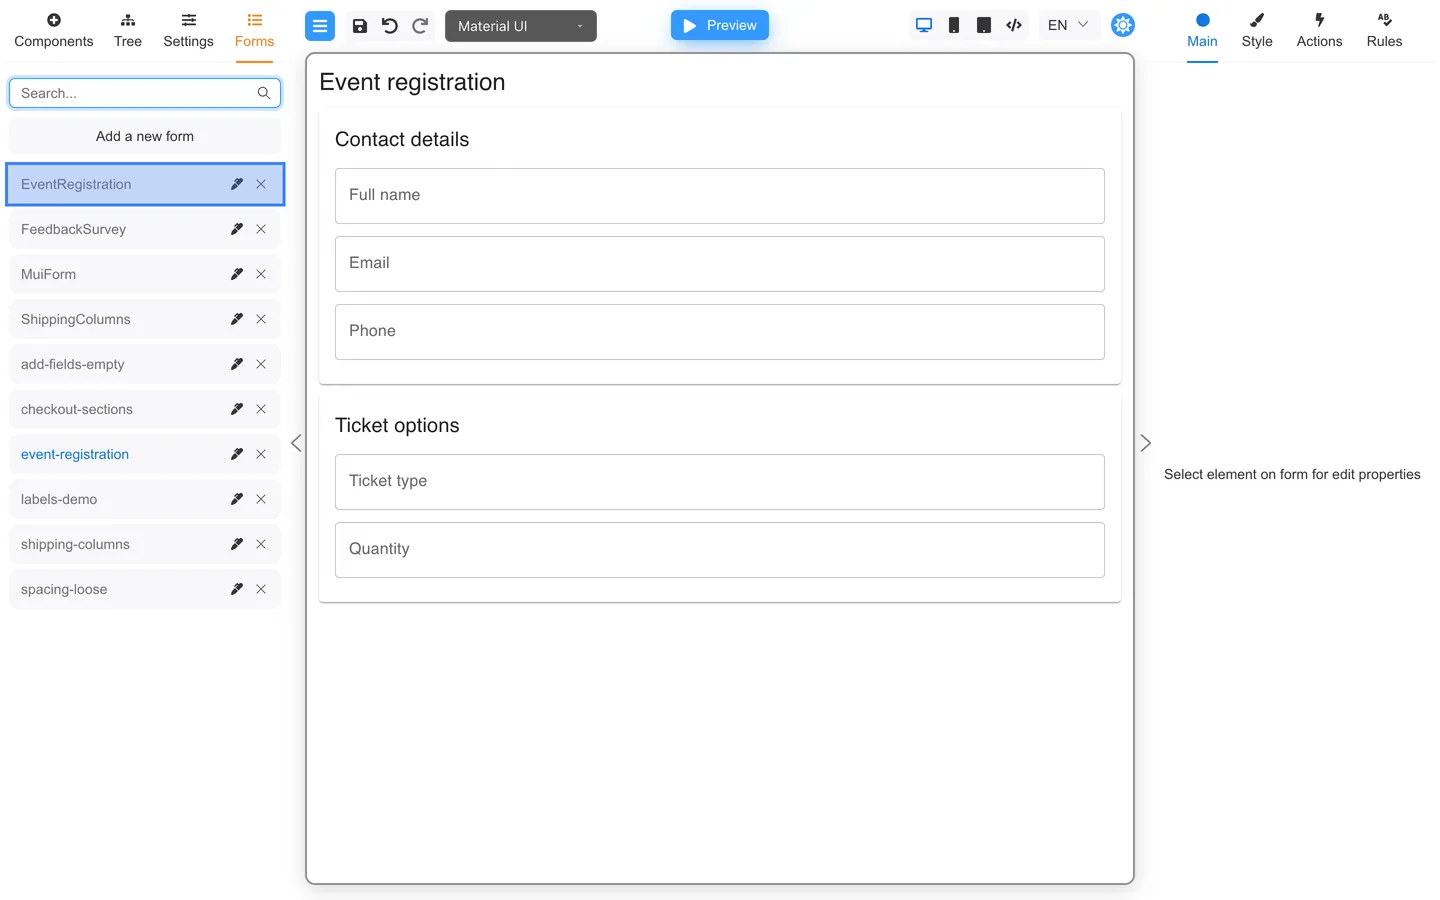 Components
Tree
Settings
Forms
Material UI
Preview
EN
Main
Style
Actions
AB
Rules
Search...
Add a new form
EventRegistration
FeedbackSurvey
MuiForm
ShippingColumns
add-fields-empty
checkout-sections
event-registration
labels-demo
shipping-columns
spacing-loose
Event registration
Contact details
Full name
Email
Phone
Ticket options
Ticket type
Quantity
Select element on form for edit properties